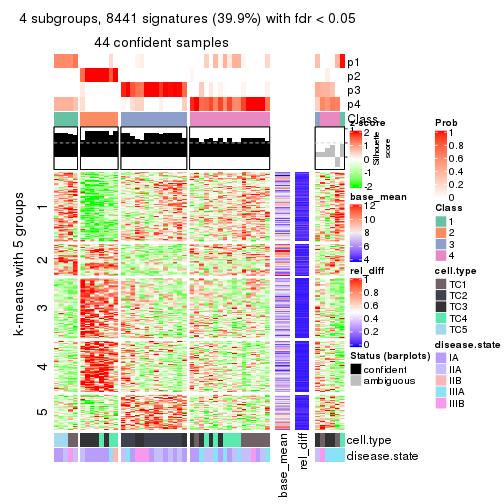 4 subgroups, 8441 signatures (39.9%) with fdr < 0.05
44 confident samples
p1
p2
p3
p4
Class
z-score
2
1
0
-1
-2
Silhouette score
Prob
1
0.8
0.6
0.4
0.2
0
base_mean
12
10
8
6
4
Class
1
2
3
4
rel_diff
1
0.8
0.6
0.4
0.2
0
cell.type
TC1
TC2
TC3
TC4
TC5
Status (barplots)
confident
ambiguous
disease.state
IA
IIA
IIB
IIIA
IIIB
k-means with 5 groups
1
2
3
4
5
cell.type
disease.state
base_mean
rel_diff